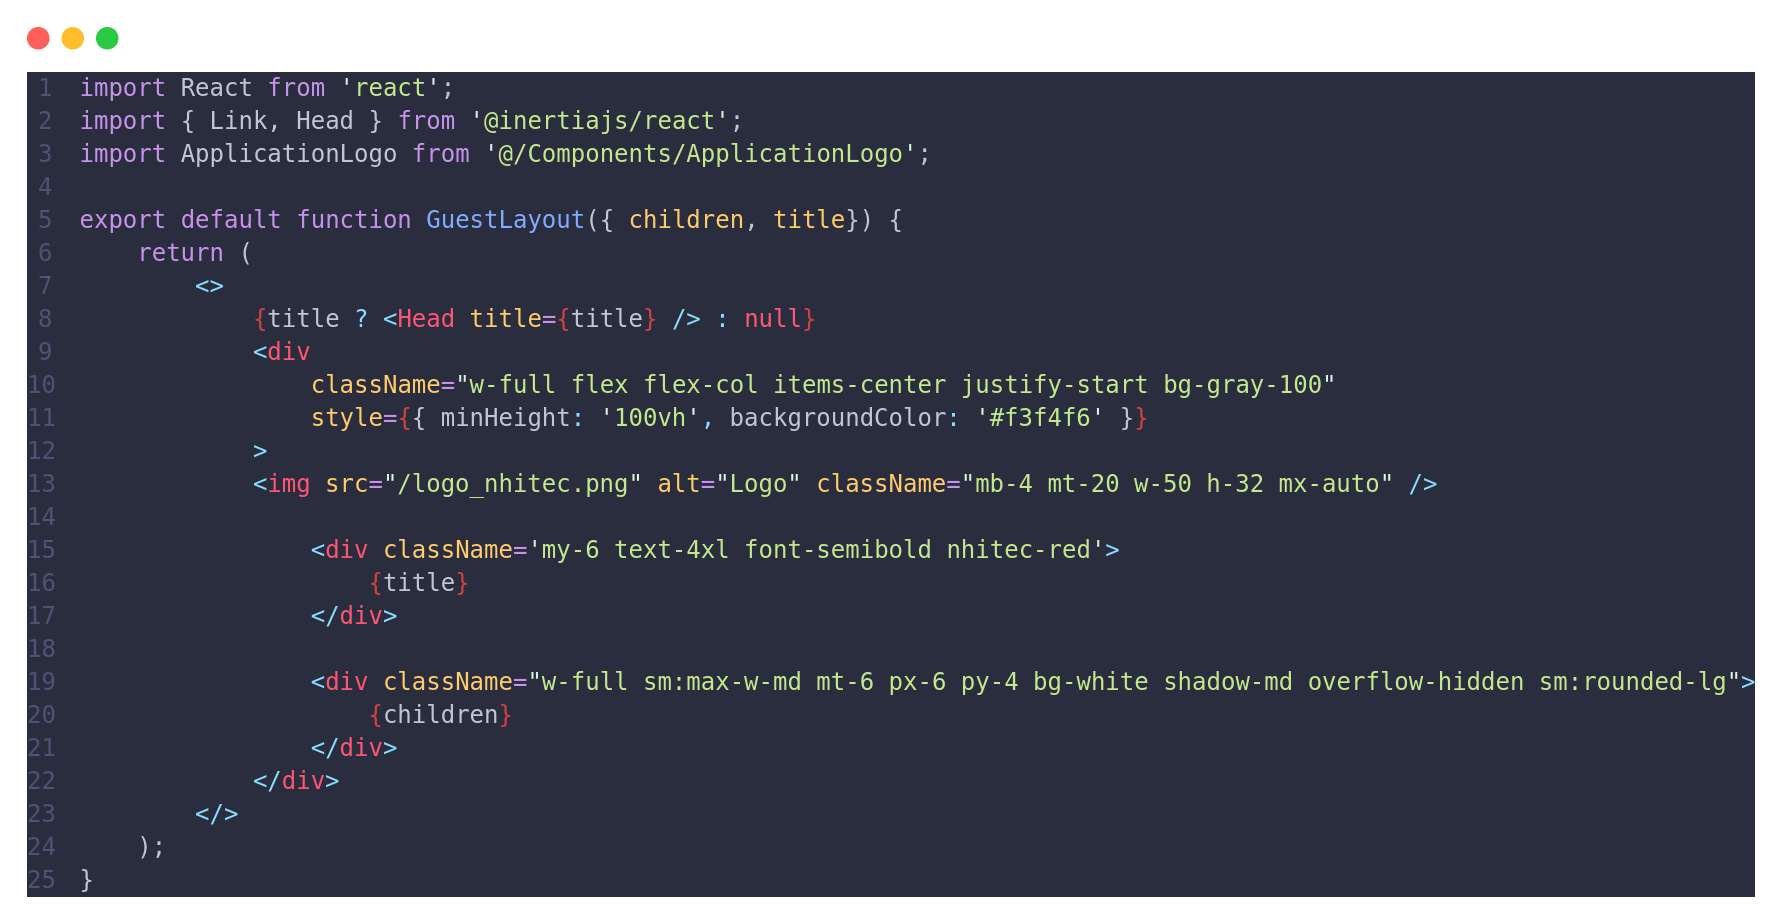 1 import React from 'react';
2 import { Link, Head } from '@inertiajs/react';
3 import ApplicationLogo from '@/Components/ApplicationLogo';
4
5 export default function GuestLayout({ children, title}) {
6     return (
7         <>
8             {title ? <Head title={title} /> : null}
9             <div
10                 className="w-full flex flex-col items-center justify-start bg-gray-100"
11                 style={{ minHeight: '100vh', backgroundColor: '#f3f4f6' }}
12             >
13             <img src="/logo_nhitec.png" alt="Logo" className="mb-4 mt-20 w-50 h-32 mx-auto" />
14
15                 <div className='my-6 text-4xl font-semibold nhitec-red'>
16                     {title}
17                 </div>
18
19                 <div className="w-full sm:max-w-md mt-6 px-6 py-4 bg-white shadow-md overflow-hidden sm:rounded-lg">
20                     {children}
21                 </div>
22             </div>
23         </>
24     );
25 }